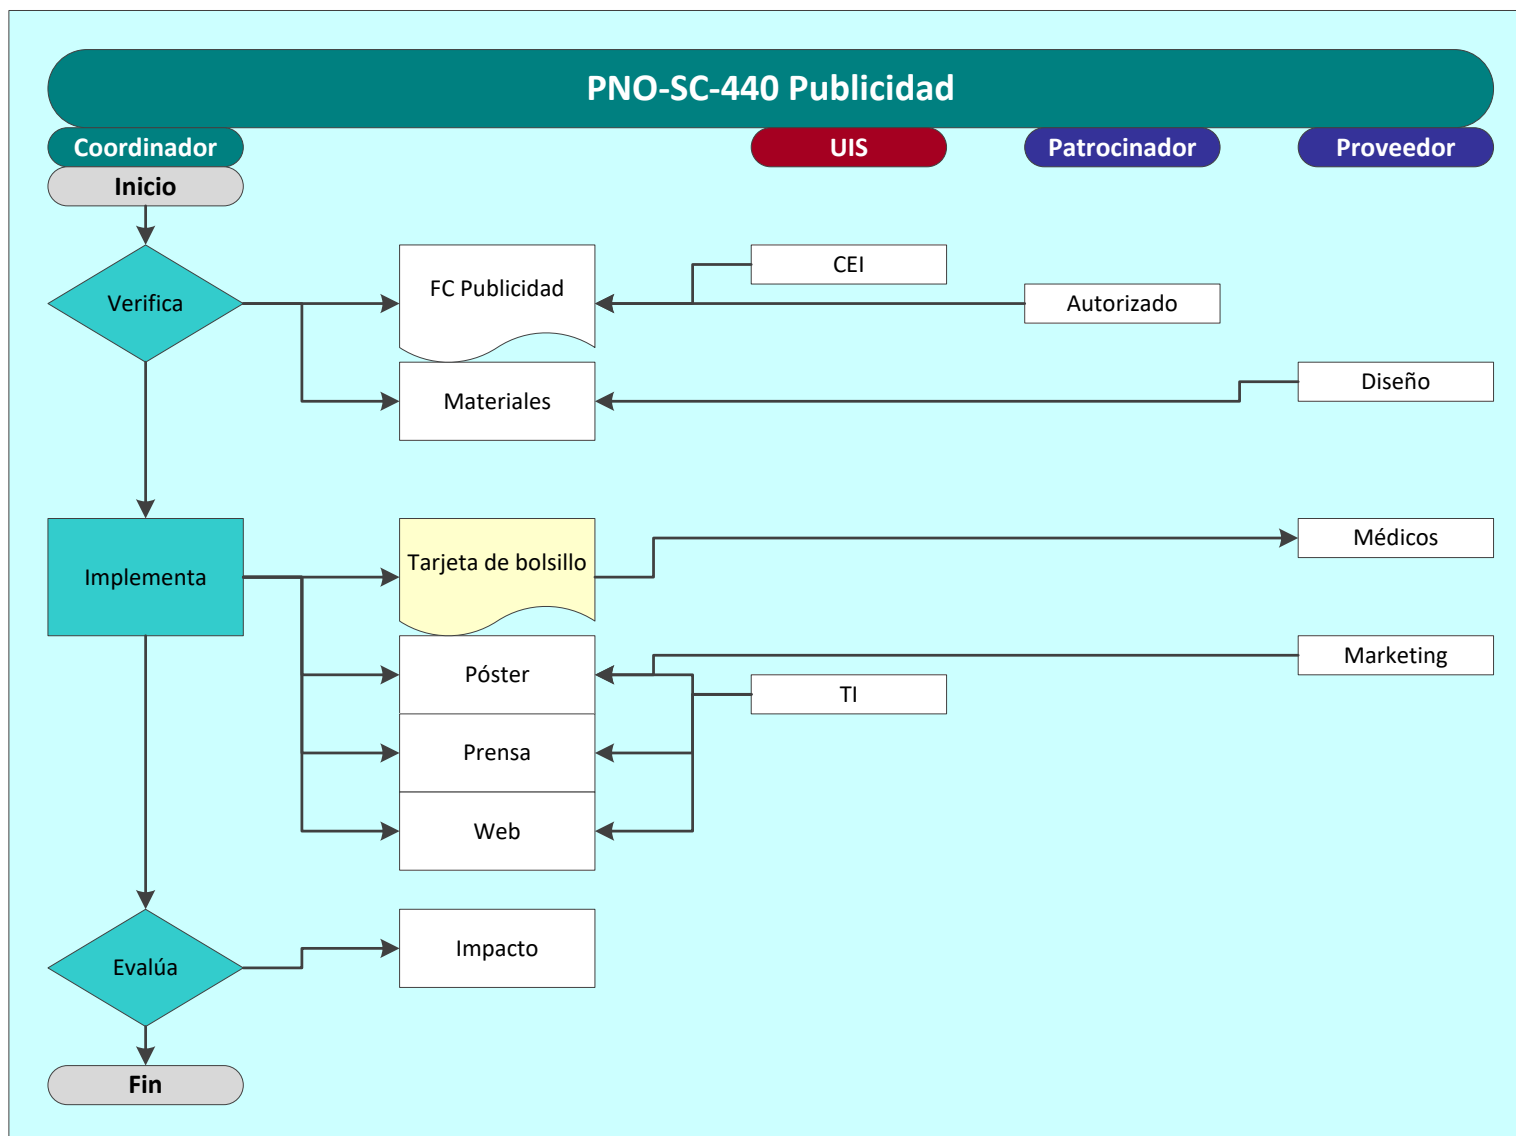 PNO-SC-440 Publicidad
Coordinador
UIS
Patrocinador
Proveedor
Inicio
Verifica
FC Publicidad
CEI
Autorizado
Materiales
Diseño
Implementa
Tarjeta de bolsillo
Médicos
Póster
Marketing
TI
Prensa
Web
Evalúa
Impacto
Fin